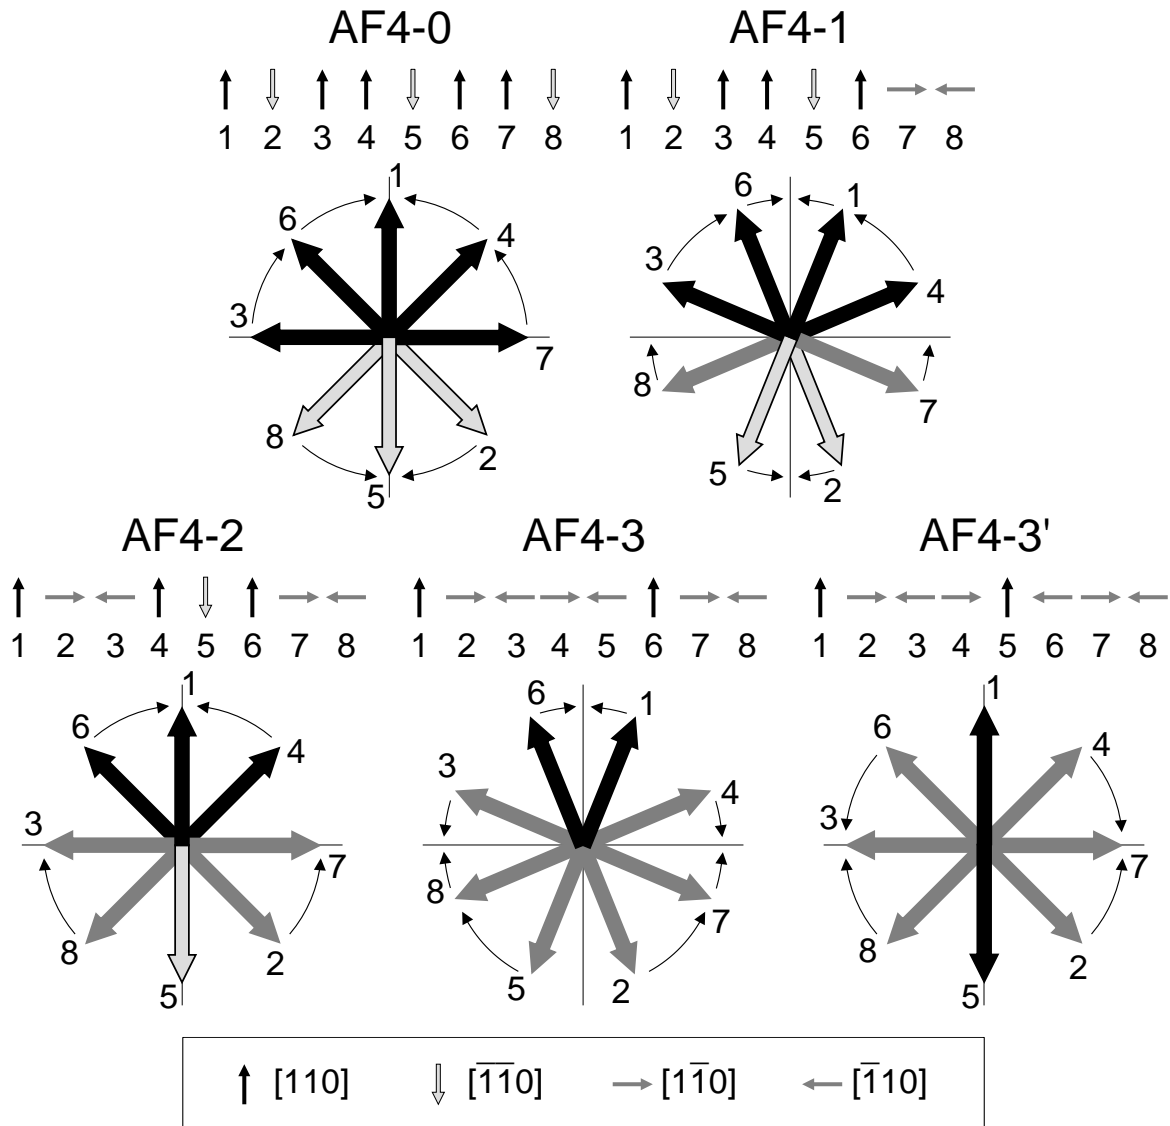 AF4-0 AF4-1
1 2 3 4 5 6 7 8 1 2 3 4 5 6 7 8
1 6 1
6 4 3 4
3 7
8 7
8 2 5 2
5
AF4-2 AF4-3 AF4-3'
1 2 3 4 5 6 7 8 1 2 3 4 5 6 7 8 1 2 3 4 5 6 7 8
1 6 1 1
6 4 3 4 6 4
3 7 8 7 3 7
8 2 5 2 8 2
5 5
[110] [1̅1̅0] [11̅0] [1̅10]